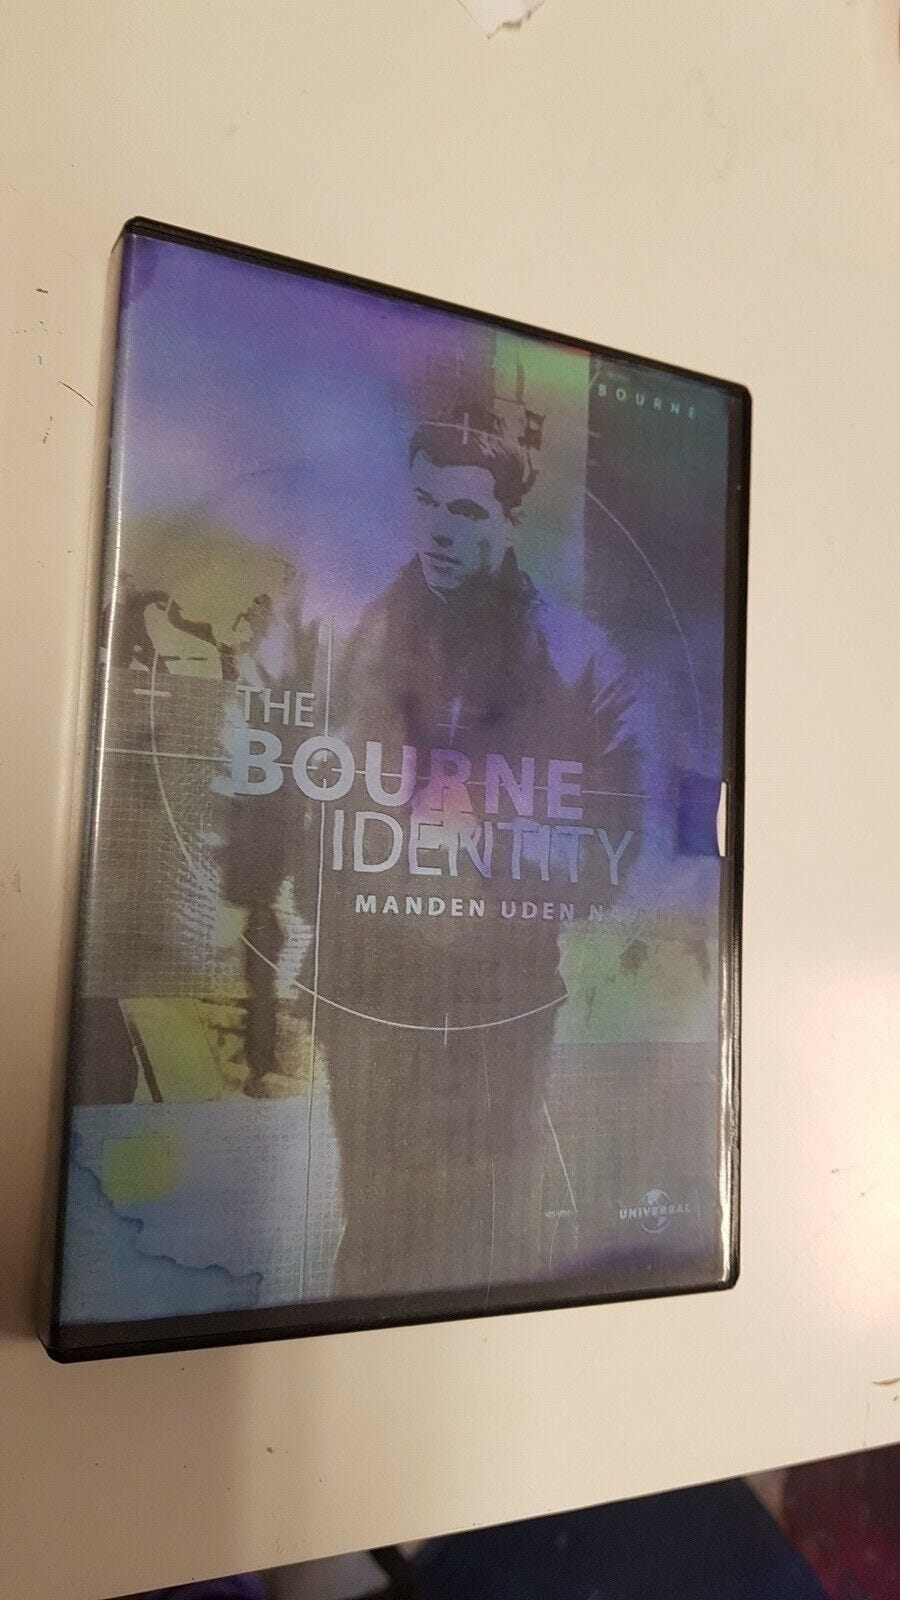 BOURNE
THE
BOURNE
IDENTITY
MANDEN UDEN
UNIVERSAL